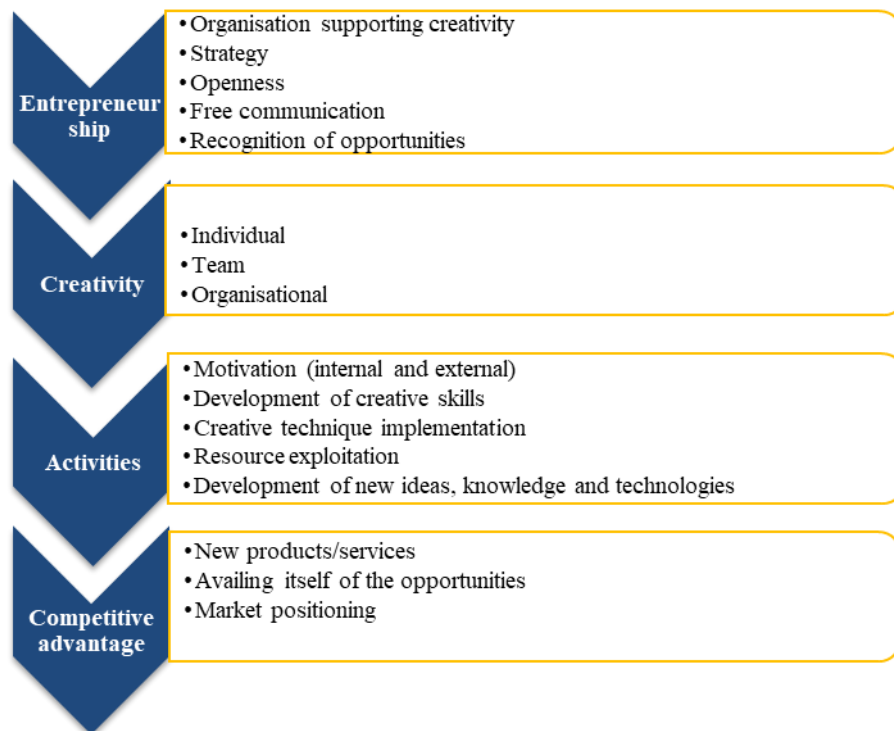 Entrepreneur
ship
•Organisation supporting creativity
•Strategy
•Openness
•Free communication
•Recognition of opportunities
Creativity
•Individual
•Team
•Organisational
Activities
•Motivation (internal and external)
•Development of creative skills
•Creative technique implementation
•Resource exploitation
•Development of new ideas, knowledge and technologies
Competitive
advantage
•New products/services
•Availing itself of the opportunities
•Market positioning